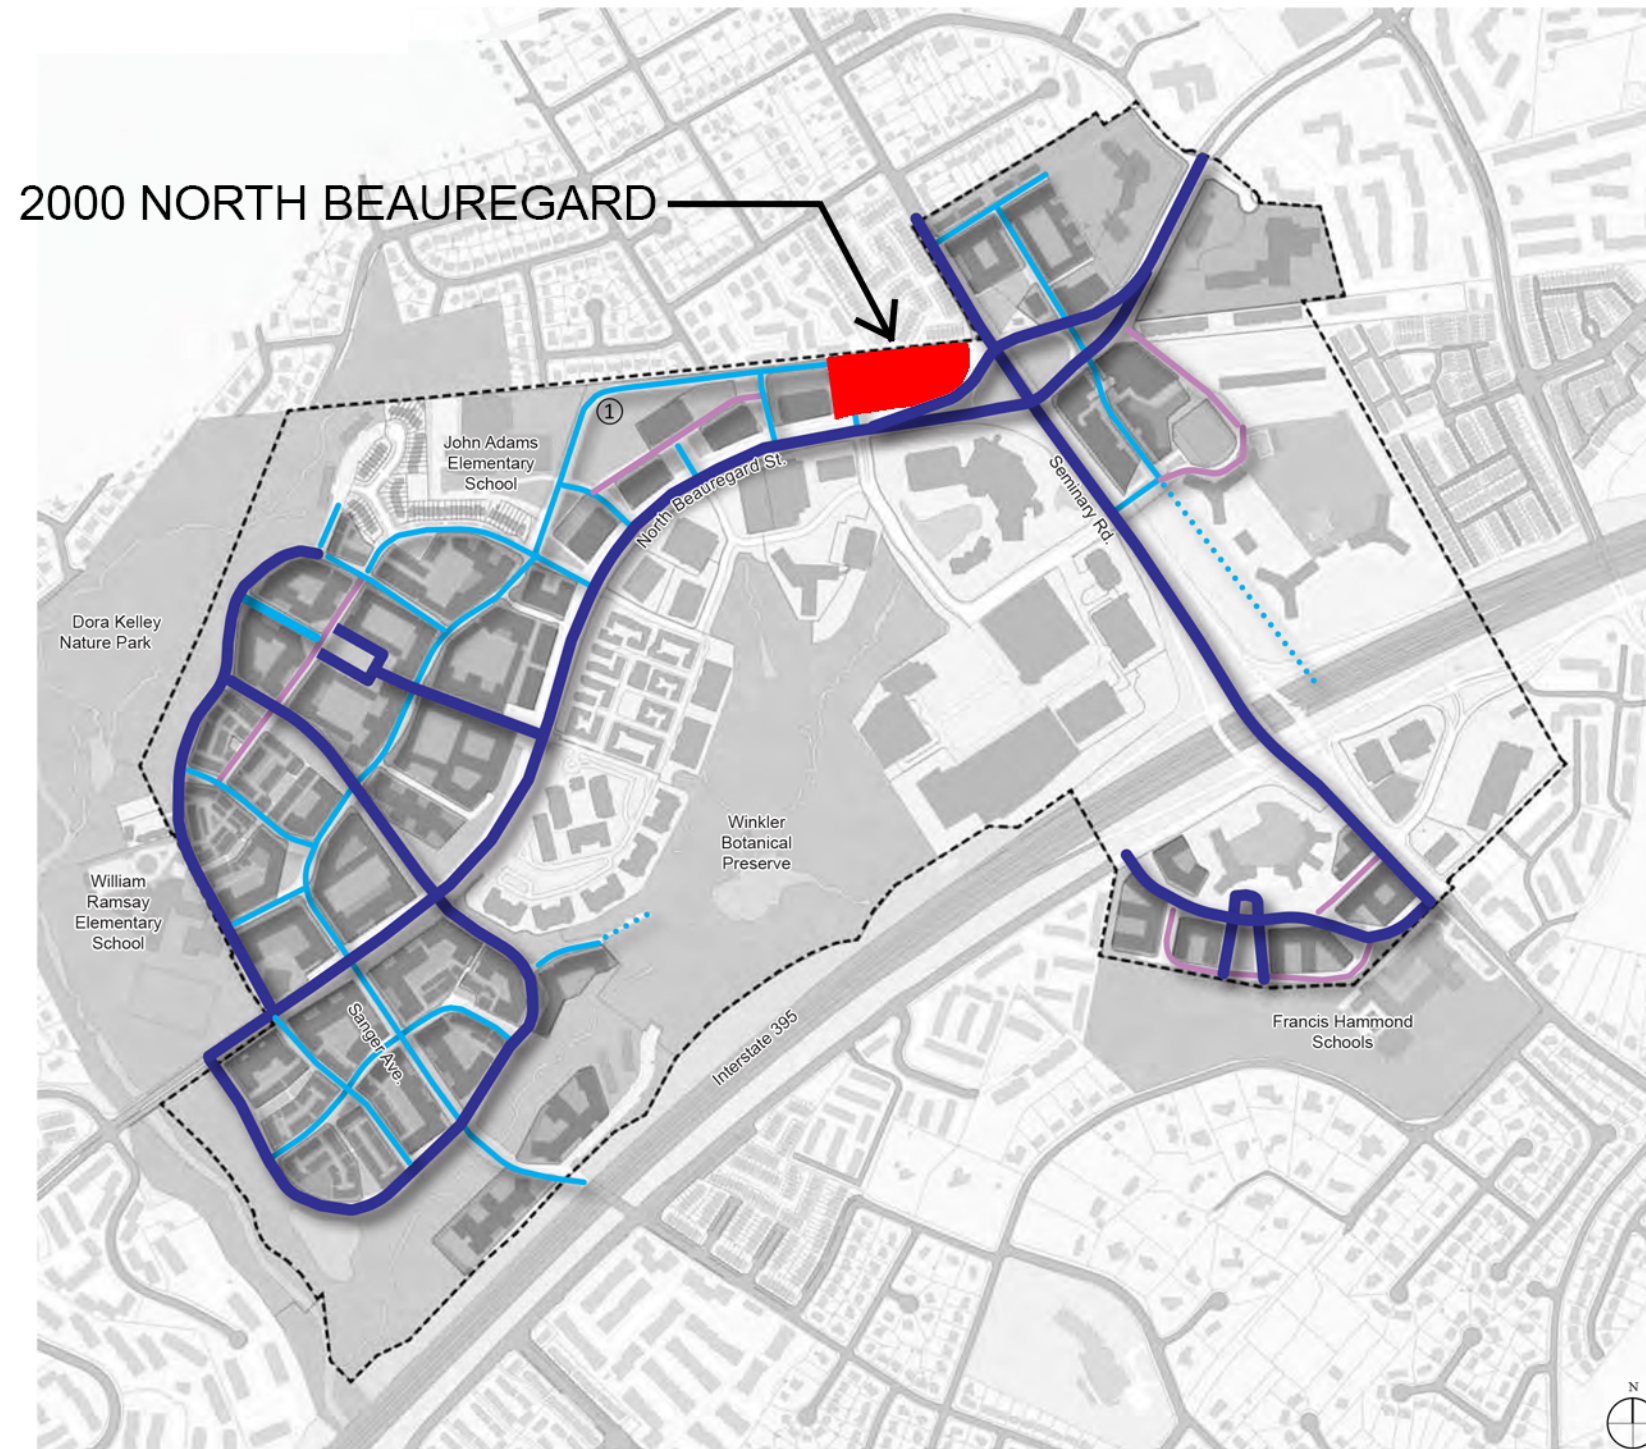 2000 NORTH BEAUREGARD
①
John Adams
Elementary
School
North Beauregard St.
Seminary Rd.
Dora Kelley
Nature Park
Winkler
Botanical
Preserve
William
Ramsay
Elementary
School
Sanger Ave.
Interstate 395
Francis Hammond
Schools
N